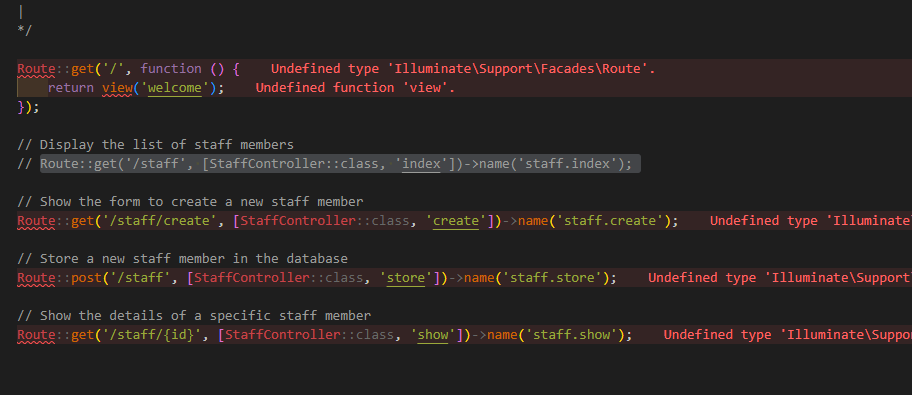 |
*/
Route::get('/', function () {    Undefined type 'Illuminate\Support\Facades\Route'.
    return view('welcome');    Undefined function 'view'.
});
// Display the list of staff members
// Route::get('/staff', [StaffController::class, 'index'])->name('staff.index');
// Show the form to create a new staff member
Route::get('/staff/create', [StaffController::class, 'create'])->name('staff.create');    Undefined type 'Illuminate
// Store a new staff member in the database
Route::post('/staff', [StaffController::class, 'store'])->name('staff.store');    Undefined type 'Illuminate\Support
// Show the details of a specific staff member
Route::get('/staff/{id}', [StaffController::class, 'show'])->name('staff.show');    Undefined type 'Illuminate\Suppo